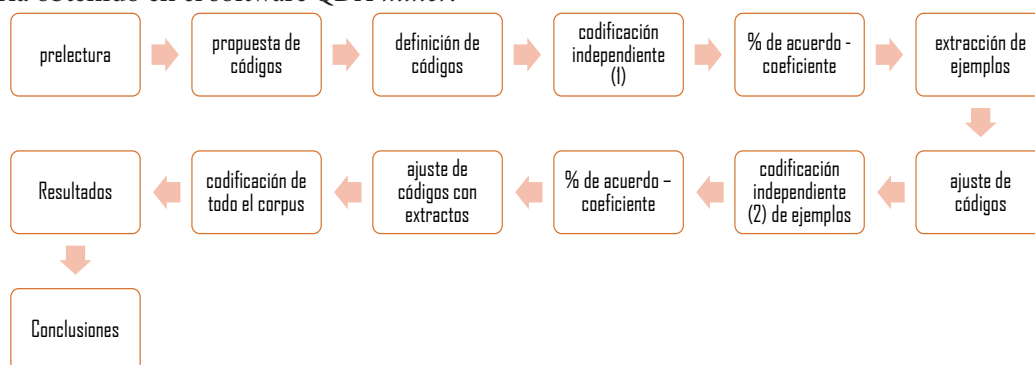 obtenido en el software QDA miner.
prelectura
propuesta de
códigos
definición de
códigos
codificación
independiente
(1)
% de acuerdo -
coeficiente
extracción de
ejemplos
ajuste de
códigos
codificación
independiente
(2) de ejemplos
% de acuerdo –
coeficiente
ajuste de
códigos con
extractos
codificación de
todo el corpus
Resultados
Conclusiones